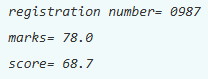 registration number= 0987
marks= 78.0
score= 68.7